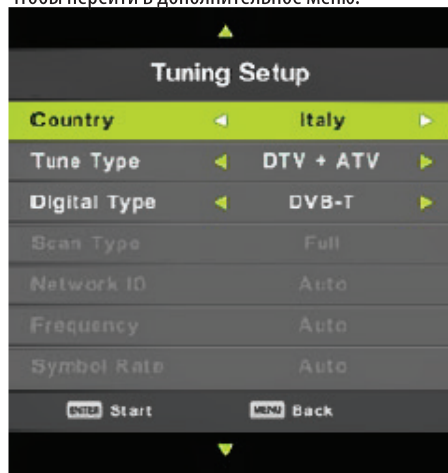 чтобы перейти в дополнительное меню.
Tuning Setup
Country Italy
Tune Type DTV + ATV
Digital Type DVB-T
Scan Type Full
Network ID Auto
Frequency Auto
Symbol Rate Auto
ENTER Start MENU Back